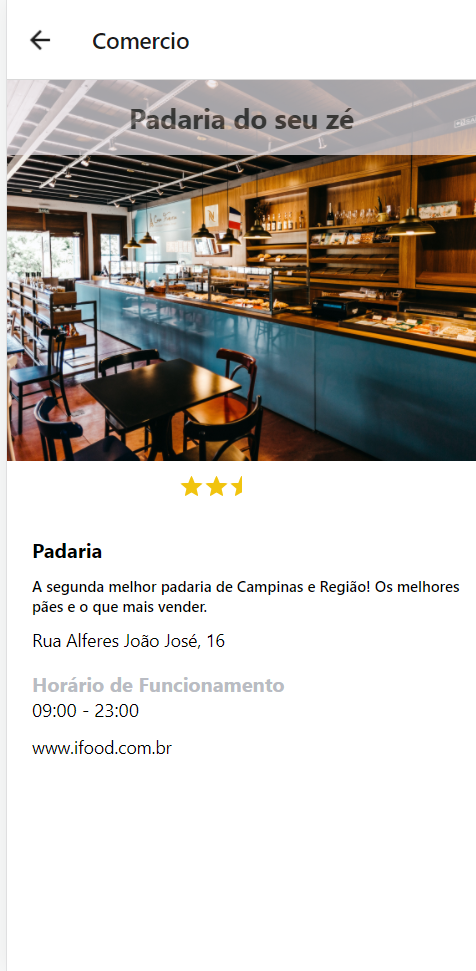 Comercio
Padaria do seu zé
Padaria
A segunda melhor padaria de Campinas e Região! Os melhores
pães e o que mais vender.
Rua Alferes João José, 16
Horário de Funcionamento
09:00 - 23:00
www.ifood.com.br